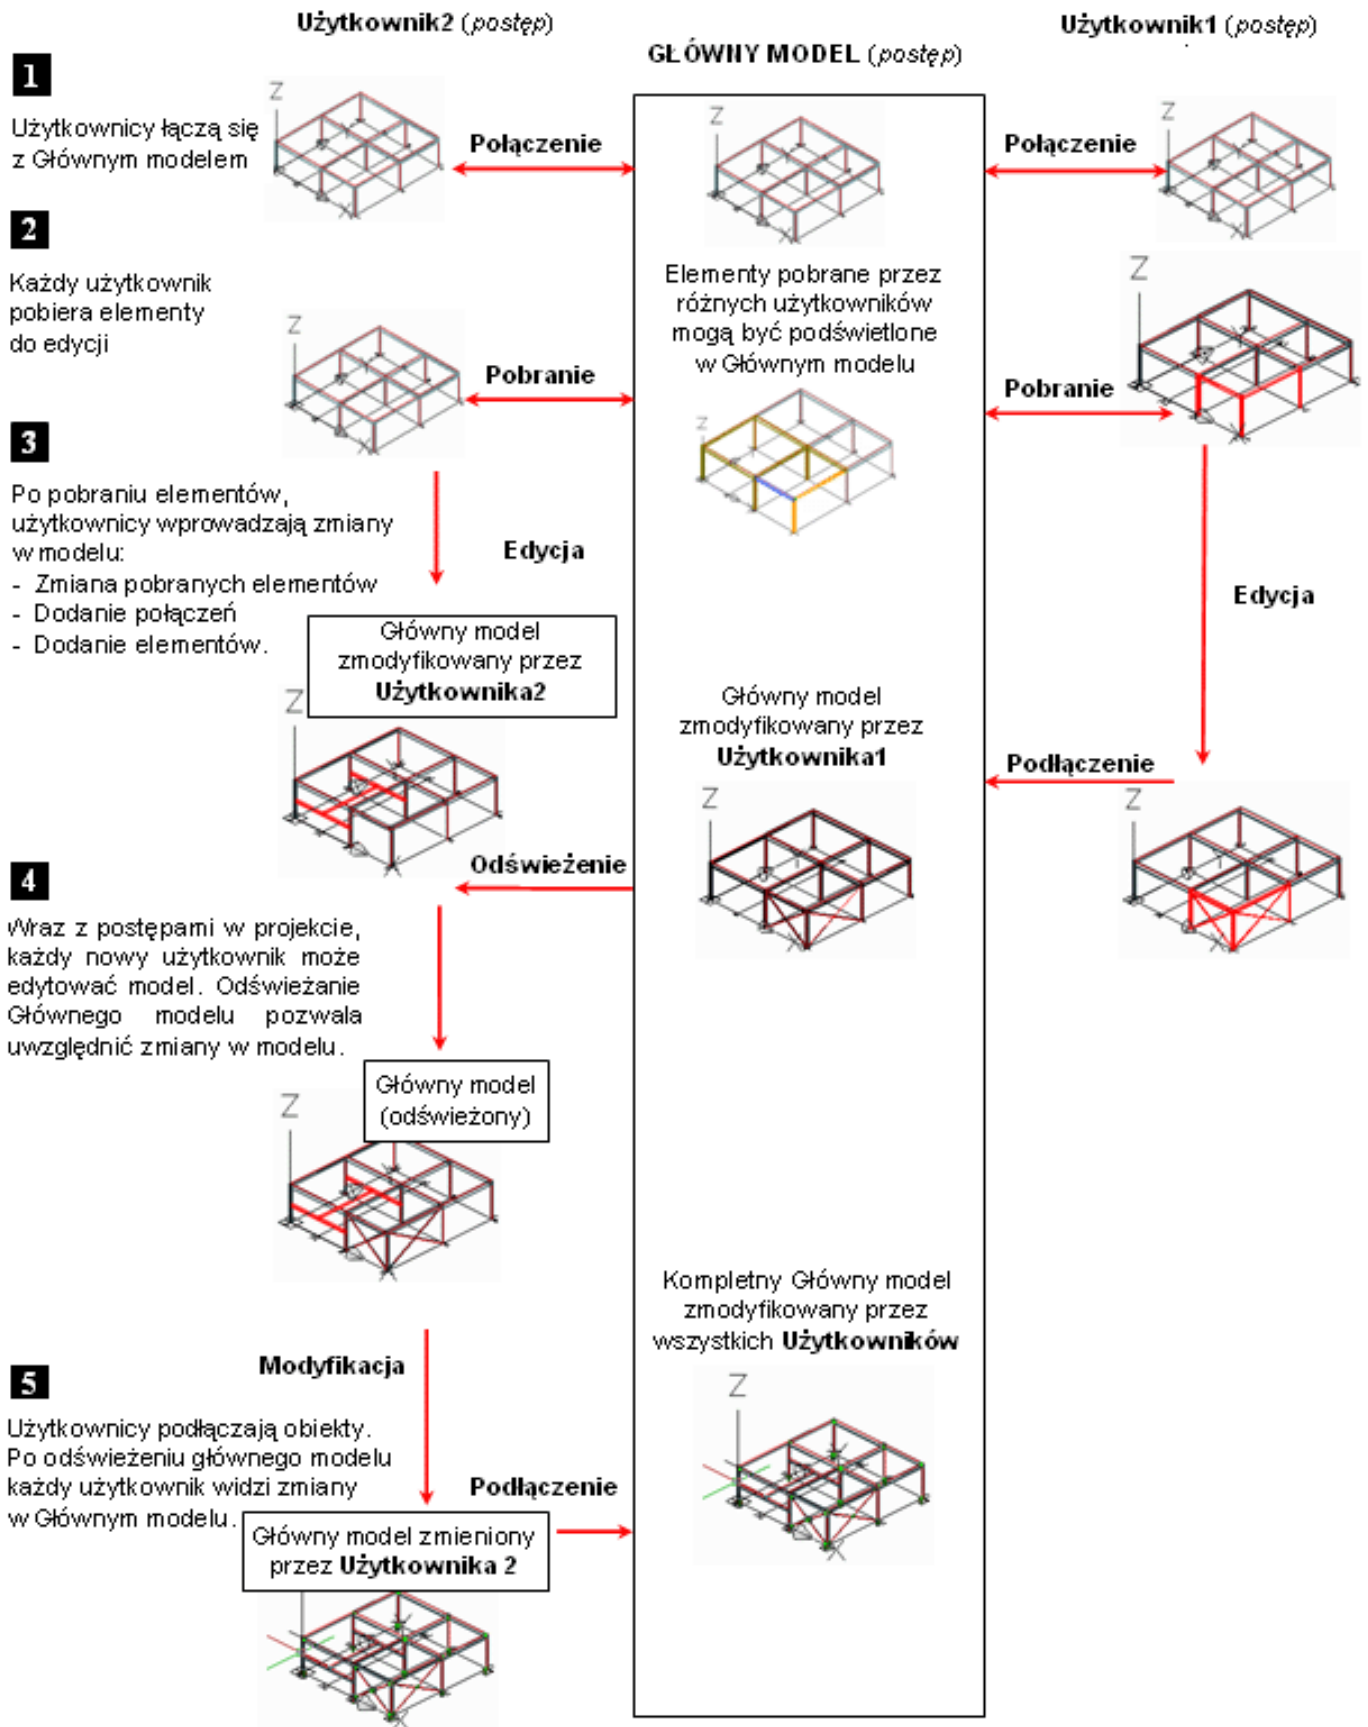 Użytkownik2 (postęp)
GŁÓWNY MODEL (postęp)
Użytkownik1 (postęp)
1
Użytkownicy łączą się
z Głównym modelem
Z
X
Połączenie
Z
Połączenie
Z
X
2
Każdy użytkownik
pobiera elementy
do edycji
Z
X
Pobranie
Elementy pobrane przez
różnych użytkowników
mogą być podświetlone
w Głównym modelu
Z
Pobranie
Z
X
3
Po pobraniu elementów,
użytkownicy wprowadzają zmiany
w modelu:
- Zmiana pobranych elementów
- Dodanie połączeń
- Dodanie elementów.
Edycja
Edycja
Główny model
zmodyfikowany przez
Użytkownika2
Z
X
Główny model
zmodyfikowany przez
Użytkownika1
Z
Podłączenie
Z
X
4
Wraz z postępami w projekcie,
każdy nowy użytkownik może
edytować model. Odświeżanie
Głównego modelu pozwala
uwzględnić zmiany w modelu.
Odświeżenie
Główny model
(odświeżony)
Z
X
Modyfikacja
Kompletny Główny model
zmodyfikowany przez
wszystkich Użytkowników
Z
X
5
Użytkownicy podłączają obiekty.
Po odświeżeniu głównego modelu
każdy użytkownik widzi zmiany
w Głównym modelu.
Podłączenie
Główny model zmieniony
przez Użytkownika 2
X